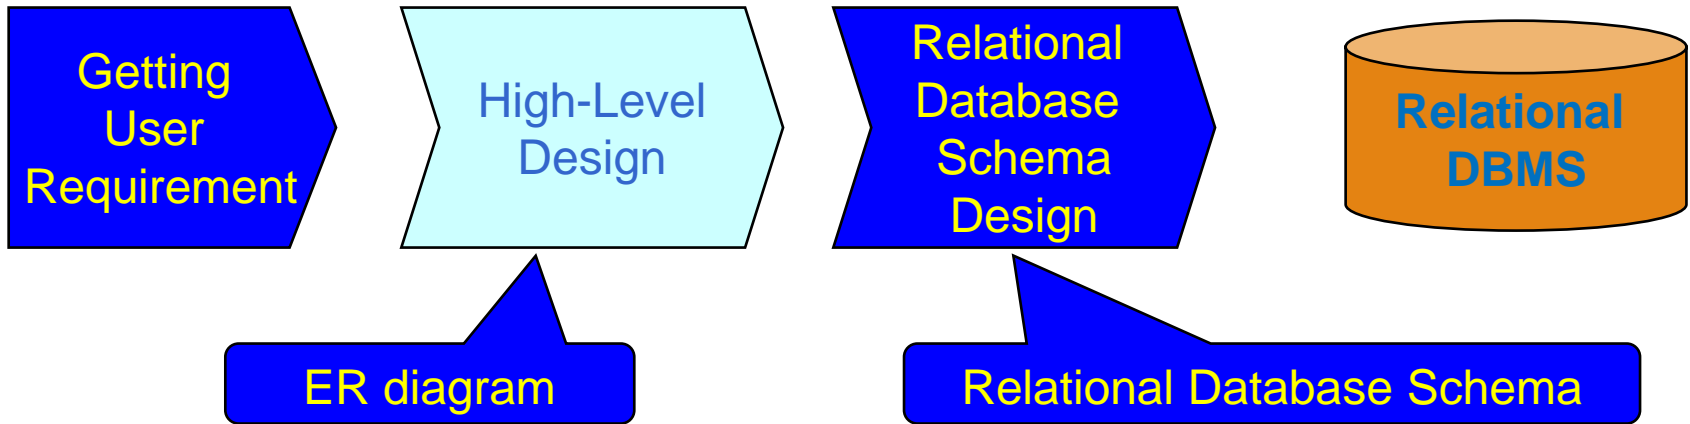 Getting
User
Requirement
High-Level
Design
Relational
Database
Schema
Design
Relational
DBMS
ER diagram
Relational Database Schema